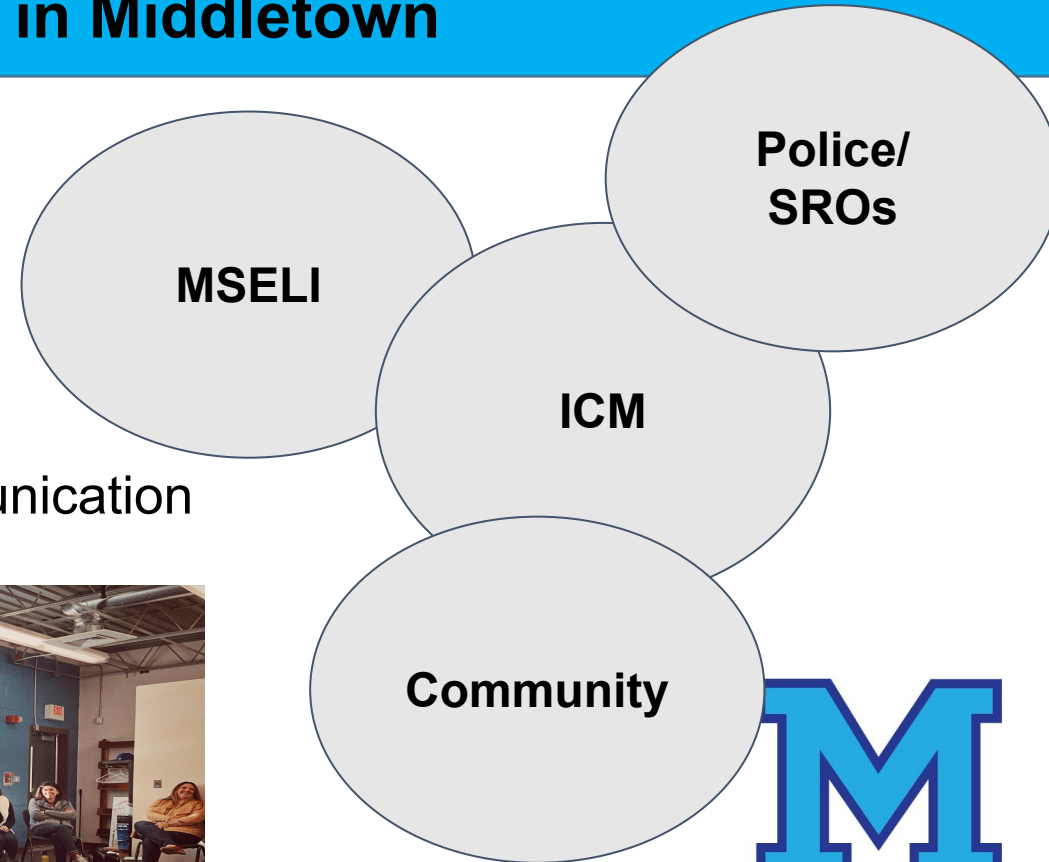 in Middletown
Police/
SROs
MSELI
ICM
unication
Community
M